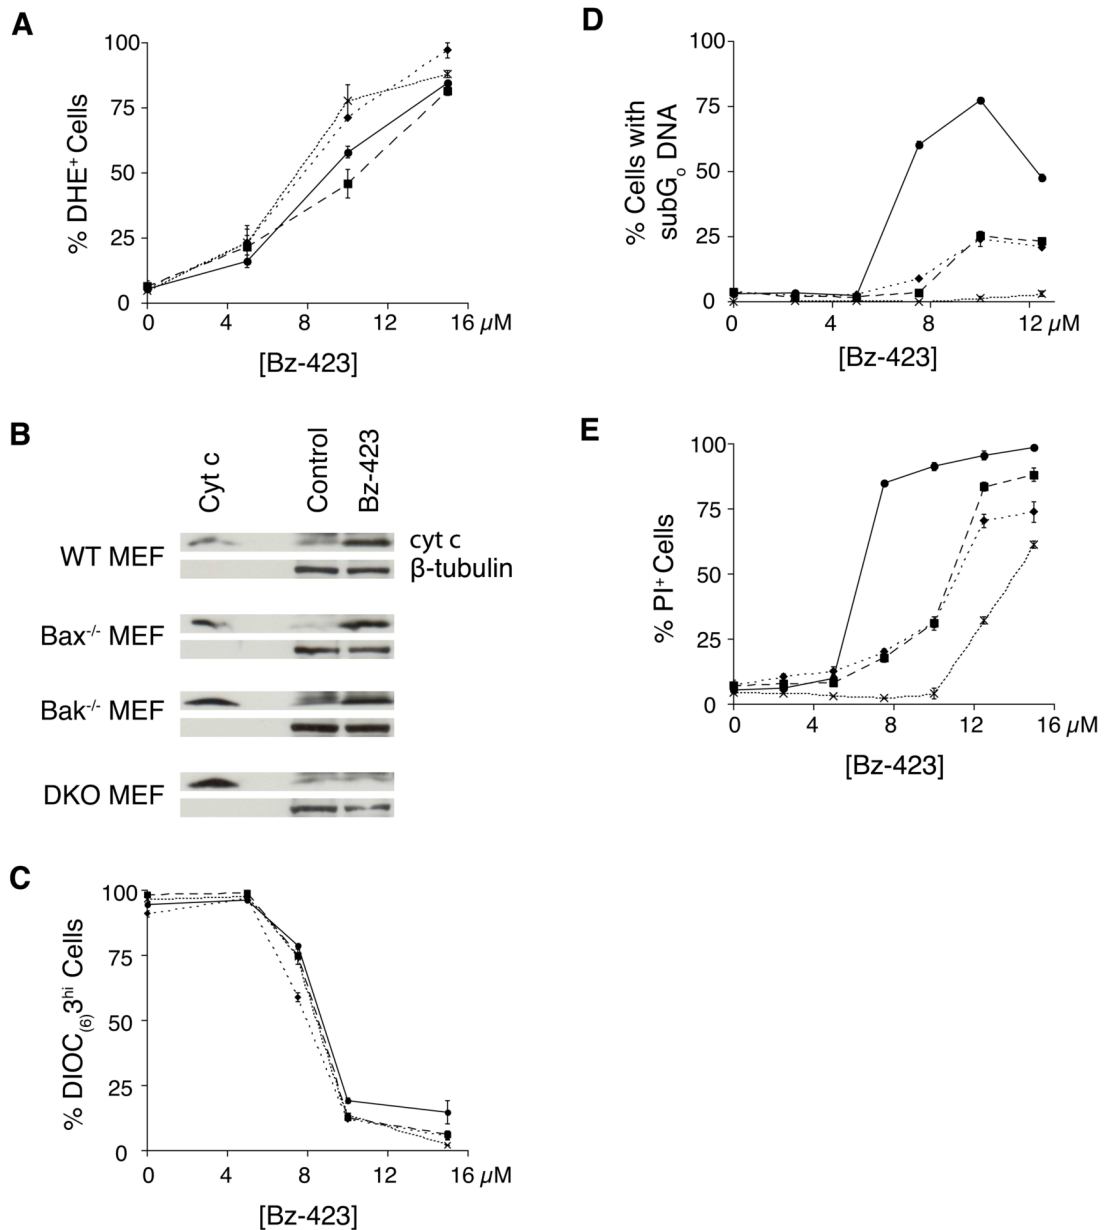 A
% DHE⁺ Cells
100
75
50
25
0
0 4 8 12 16 µM
[Bz-423]
B
Cyt c
Control
Bz-423
WT MEF
cyt c
β-tubulin
Bax⁻/⁻ MEF
Bak⁻/⁻ MEF
DKO MEF
C
% DIOC₍₆₎3ʰⁱ Cells
100
75
50
25
0
0 4 8 12 16 µM
[Bz-423]
D
% Cells with
subGₒ DNA
100
75
50
25
0
0 4 8 12 µM
[Bz-423]
E
% PI⁺ Cells
100
75
50
25
0
0 4 8 12 16 µM
[Bz-423]